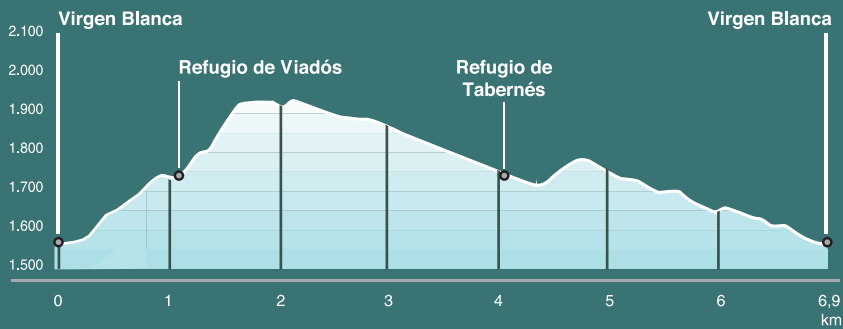 Virgen Blanca
Virgen Blanca
2.100
2.000
Refugio de Viadós
Refugio de
Tabernés
1.900
1.800
1.700
1.600
1.500
0
1
2
3
4
5
6
6,9
km